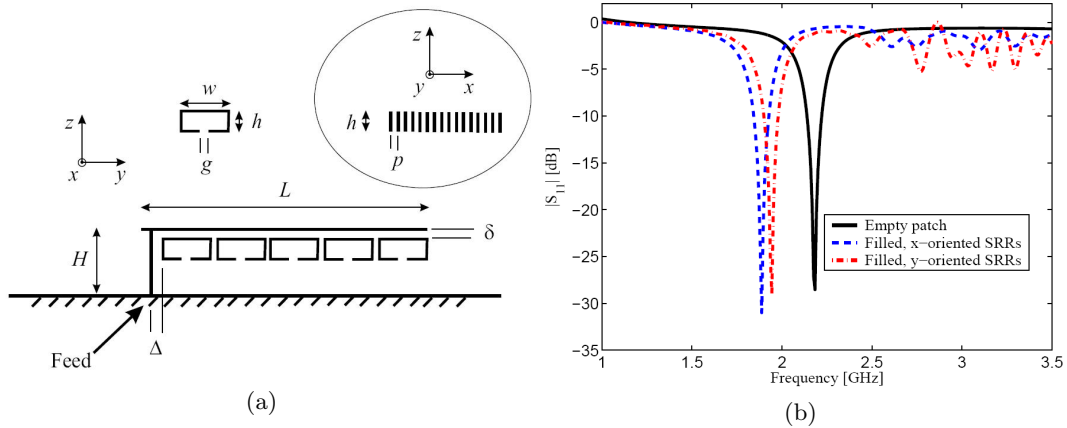 z
x
y
w
h
g
z
y
x
h
p
L
H
δ
Feed
Δ
(a)
0
−5
−10
−15
−20
−25
−30
−35
|S11| [dB]
1
1.5
2
2.5
3
3.5
Frequency [GHz]
Empty patch
Filled, x−oriented SRRs
Filled, y−oriented SRRs
(b)